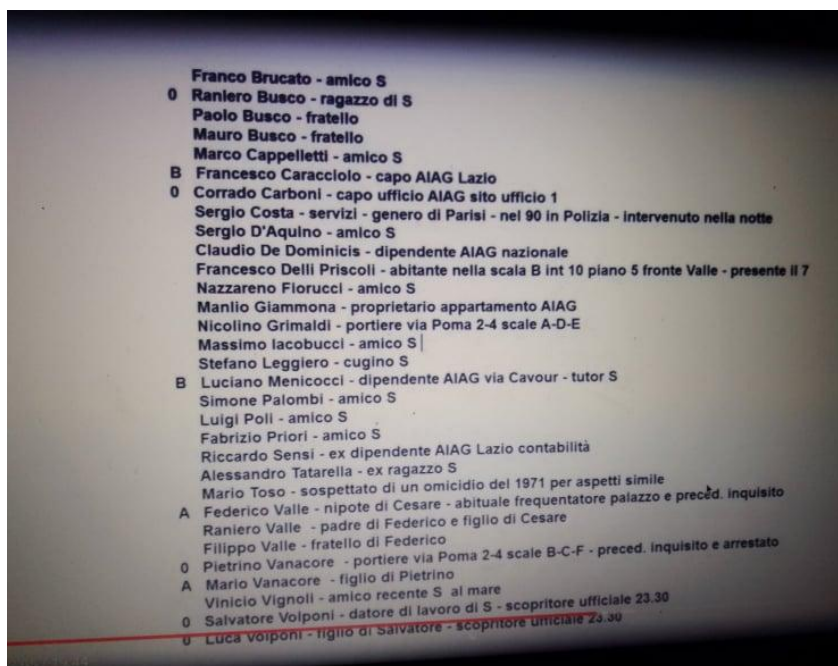 Franco Brucato - amico S
0 Raniero Busco - ragazzo di S
Paolo Busco - fratello
Mauro Busco - fratello
Marco Cappelletti - amico S
B Francesco Caracciolo - capo AIAG Lazio
0 Corrado Carboni - capo ufficio AIAG sito ufficio 1
Sergio Costa - servizi - genero di Parisi - nel 90 in Polizia - intervenuto nella notte
Sergio D'Aquino - amico S
Claudio De Dominicis - dipendente AIAG nazionale
Francesco Delli Priscoli - abitante nella scala B int 10 piano 5 fronte Valle - presente il 7
Nazzareno Fiorucci - amico S
Manlio Giammona - proprietario appartamento AIAG
Nicolino Grimaldi - portiere via Poma 2-4 scale A-D-E
Massimo Iacobucci - amico S
Stefano Leggiero - cugino S
B Luciano Menicocci - dipendente AIAG via Cavour - tutor S
Simone Palombi - amico S
Luigi Poli - amico S
Fabrizio Priori - amico S
Riccardo Sensi - ex dipendente AIAG Lazio contabilità
Alessandro Tatarella - ex ragazzo S
Mario Toso - sospettato di un omicidio del 1971 per aspetti simile
A Federico Valle - nipote di Cesare - abituale frequentatore palazzo e preced. inquisito
Raniero Valle - padre di Federico e figlio di Cesare
Filippo Valle - fratello di Federico
0 Pietrino Vanacore - portiere via Poma 2-4 scale B-C-F - preced. inquisito e arrestato
A Mario Vanacore - figlio di Pietrino
Vinicio Vignoli - amico recente S al mare
0 Salvatore Volponi - datore di lavoro di S - scopritore ufficiale 23.30
0 Luca Volponi - figlio di Salvatore - scopritore ufficiale 23.30